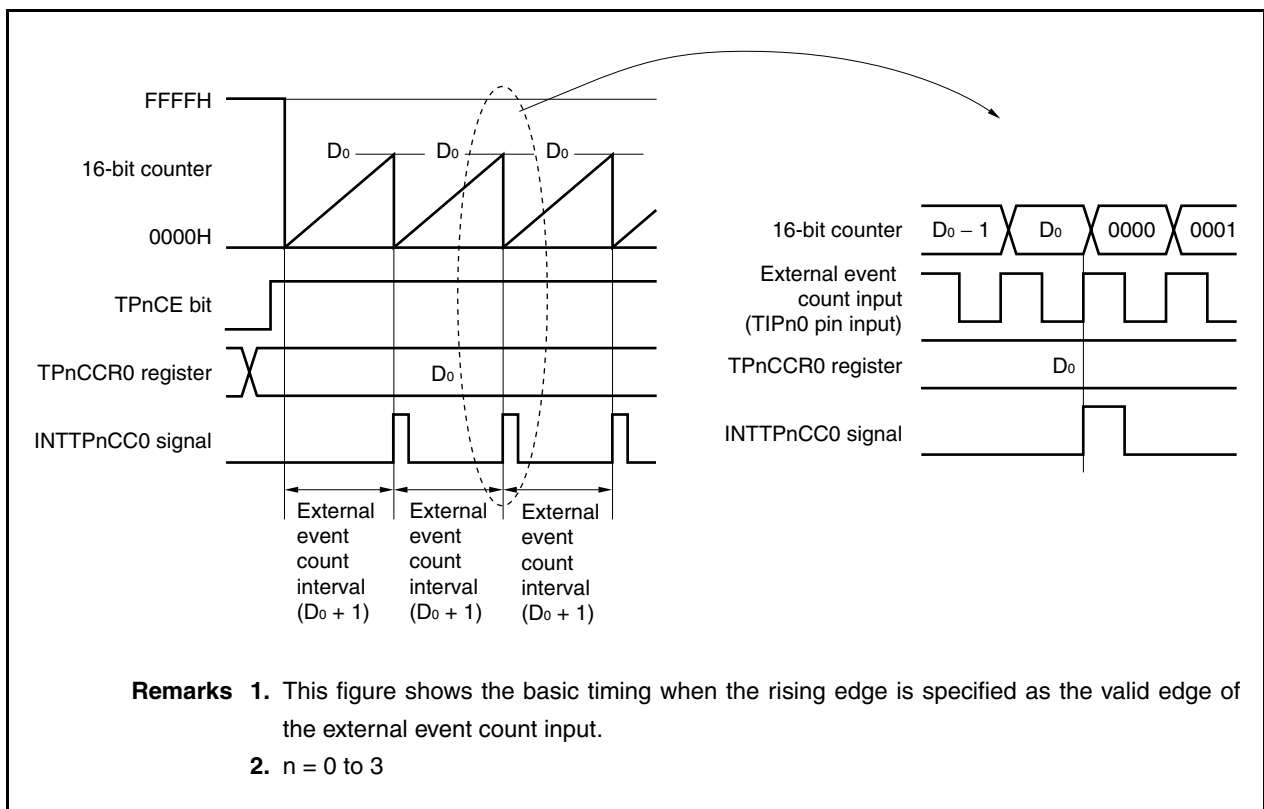 FFFFH
16-bit counter
0000H
D0 D0 D0
TPnCE bit
TPnCCR0 register
D0
INTTPnCC0 signal
External
event
count
interval
(D0 + 1)
External
event
count
interval
(D0 + 1)
External
event
count
interval
(D0 + 1)
16-bit counter
D0 − 1 D0 0000 0001
External event
count input
(TIPn0 pin input)
TPnCCR0 register
D0
INTTPnCC0 signal
Remarks 1. This figure shows the basic timing when the rising edge is specified as the valid edge of
the external event count input.
2. n = 0 to 3